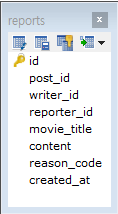 reports
id
post_id
writer_id
reporter_id
movie_title
content
reason_code
created_at